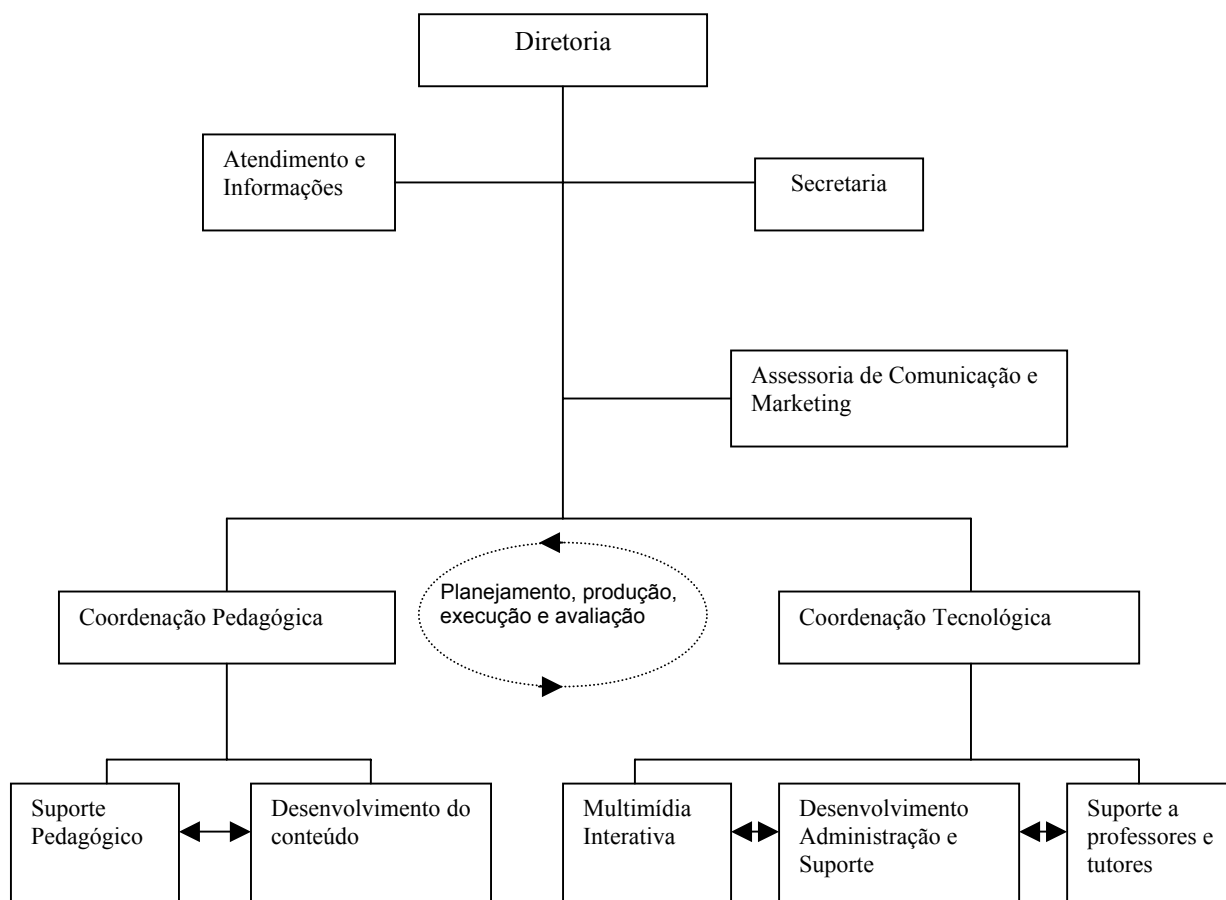 Diretoria
Atendimento e
Informações
Secretaria
Assessoria de Comunicação e
Marketing
Planejamento, produção,
execução e avaliação
Coordenação Pedagógica
Coordenação Tecnológica
Suporte
Pedagógico
Desenvolvimento do
conteúdo
Multimídia
Interativa
Desenvolvimento
Administração e
Suporte
Suporte a
professores e
tutores